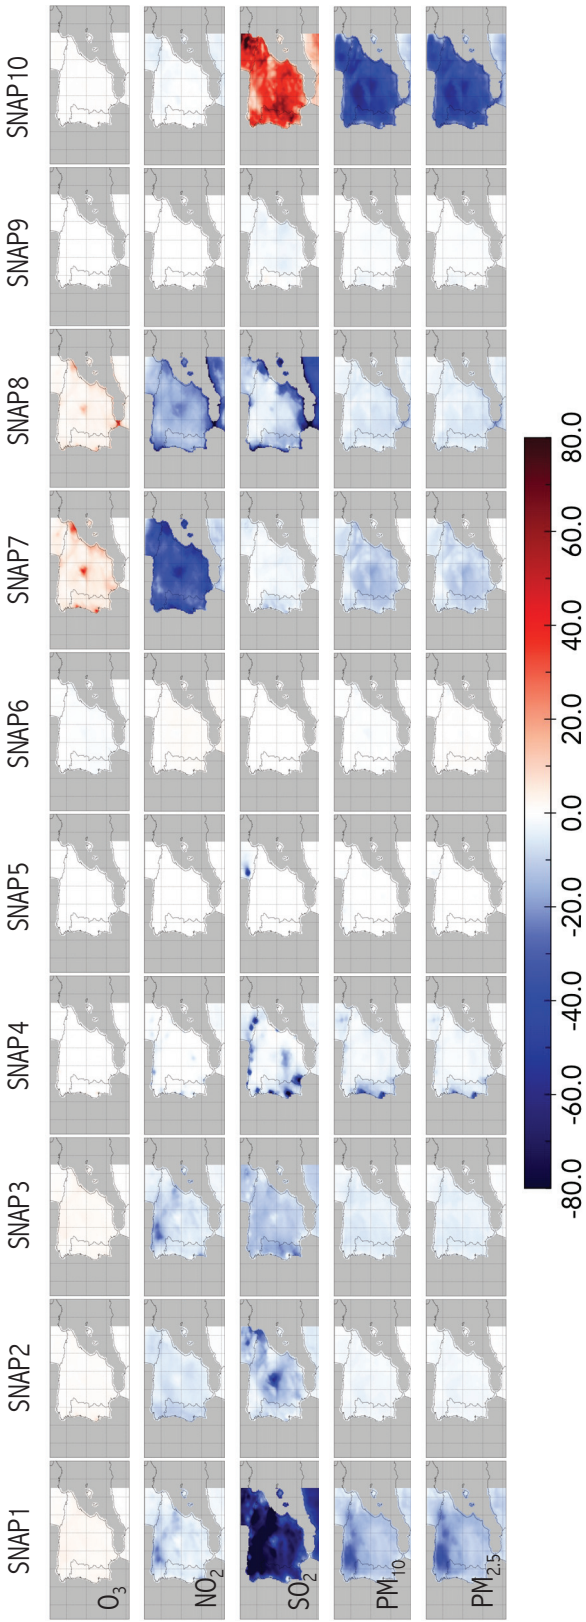 SNAP1 SNAP2 SNAP3 SNAP4 SNAP5 SNAP6 SNAP7 SNAP8 SNAP9 SNAP10
O₃
NO₂
SO₂
PM₁₀
PM₂.₅
-80.0 -60.0 -40.0 -20.0 0.0 20.0 40.0 60.0 80.0